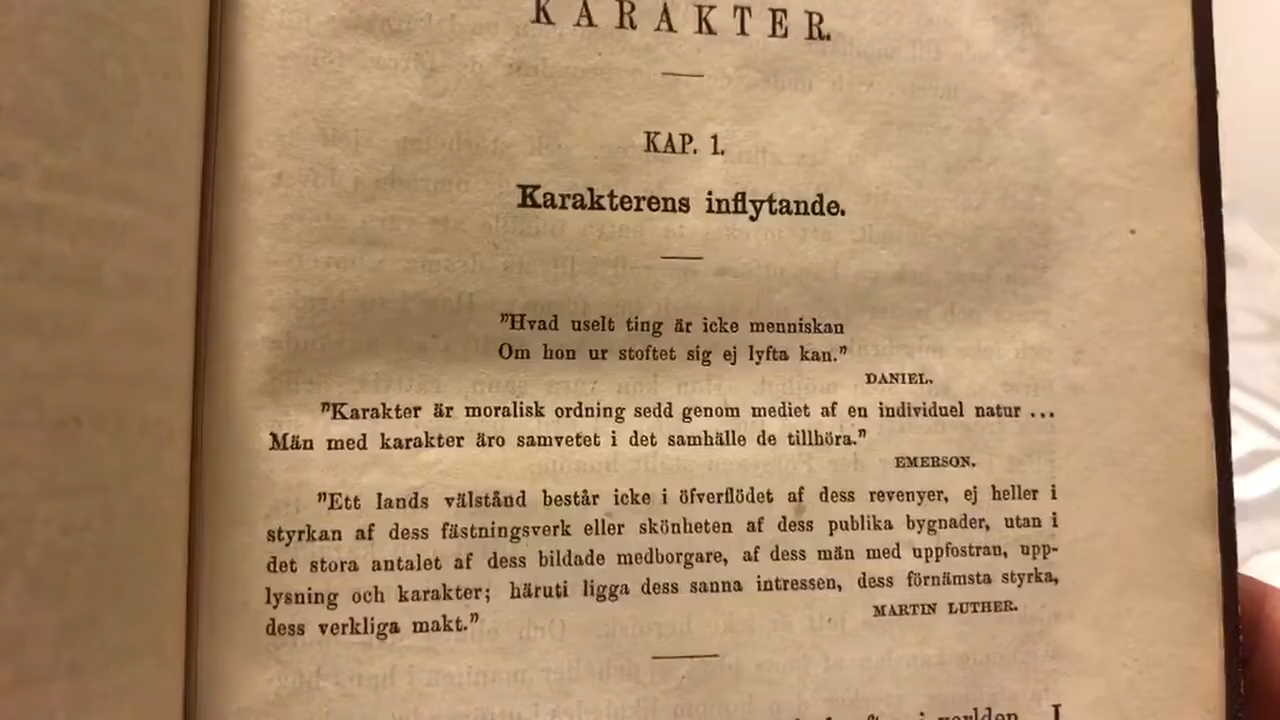 KARAKTER.
KAP. 1.
Karakterens inflytande.
"Hvad uselt ting är icke menniskan
Om hon ur stoftet sig ej lyfta kan."
DANIEL.
"Karakter är moralisk ordning sedd genom mediet af en individuel natur ...
Män med karakter äro samvetet i det samhälle de tillhöra."
EMERSON.
"Ett lands välstånd består icke i öfverflödet af dess revenyer, ej heller i
styrkan af dess fästningsverk eller skönheten af dess publika bygnader, utan i
det stora antalet af dess bildade medborgare, af dess män med uppfostran, upp-
lysning och karakter; häruti ligga dess sanna intressen, dess förnämsta styrka,
dess verkliga makt."
MARTIN LUTHER.
i verlden. I